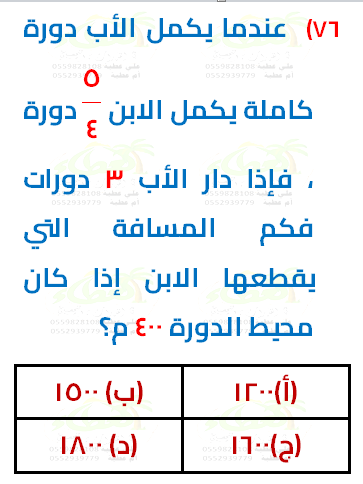 ٧٦) عندما يكمل الأب دورة
كاملة يكمل الابن ٥/٤ دورة
، فإذا دار الأب ٣ دورات
فكم المسافة التي
يقطعها الابن إذا كان
محيط الدورة ٤٠٠ م؟
(أ) ١٢٠٠ (ب) ١٥٠٠
(ج) ١٦٠٠ (د) ١٨٠٠